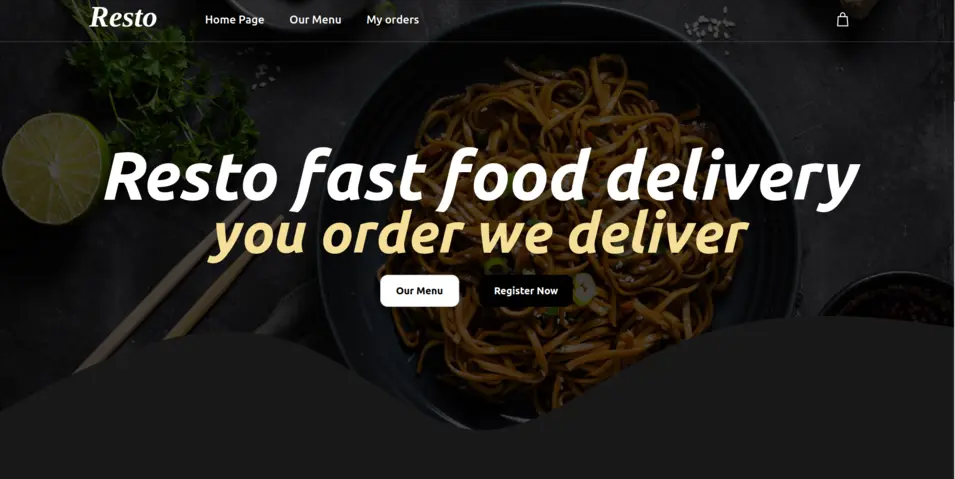 Resto
Home Page
Our Menu
My orders
Resto fast food delivery
you order we deliver
Our Menu
Register Now